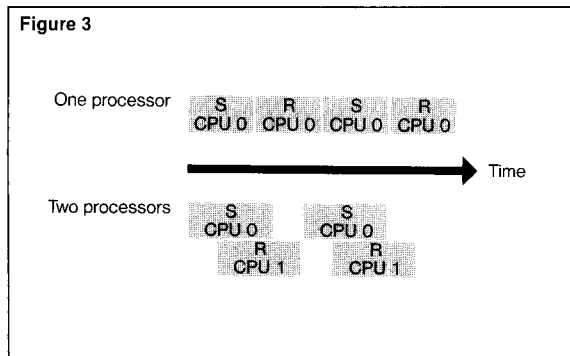 Figure 3
One processor
S R S R
CPU 0 CPU 0 CPU 0 CPU 0
Time
Two processors
S S
CPU 0 CPU 0
R R
CPU 1 CPU 1